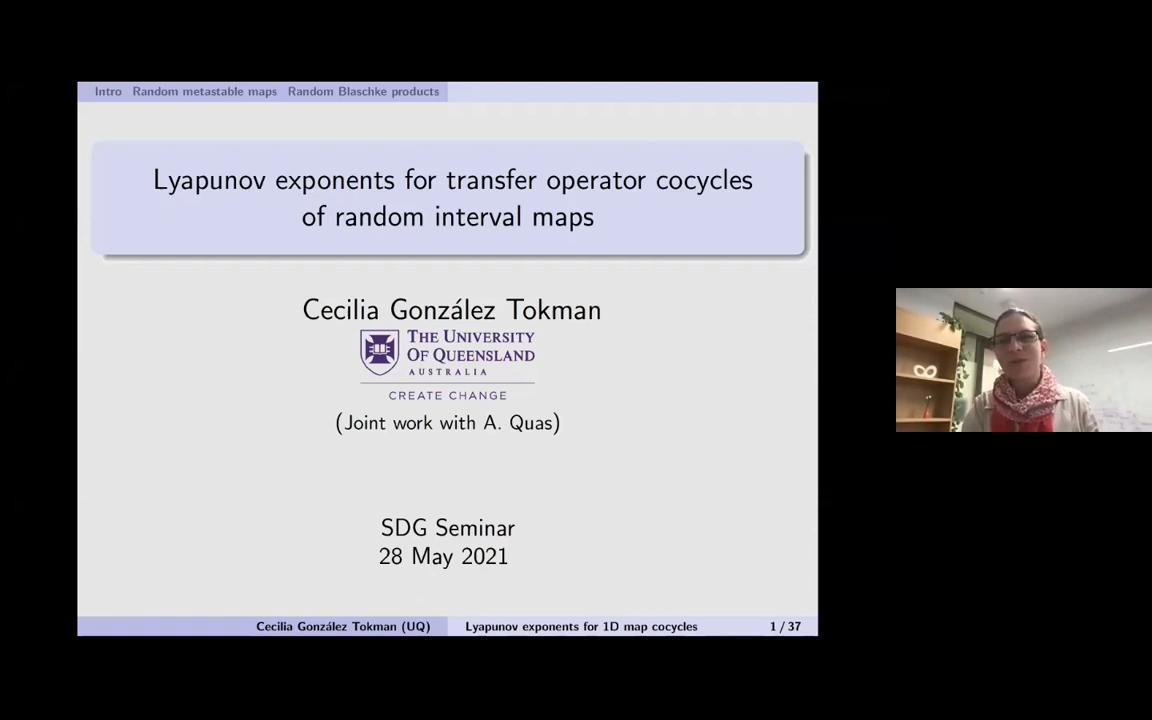 Intro Random metastable maps Random Blaschke products
Lyapunov exponents for transfer operator cocycles
of random interval maps
Cecilia González Tokman
THE UNIVERSITY
OF QUEENSLAND
AUSTRALIA
CREATE CHANGE
(Joint work with A. Quas)
SDG Seminar
28 May 2021
Cecilia González Tokman (UQ) Lyapunov exponents for 1D map cocycles 1 / 37